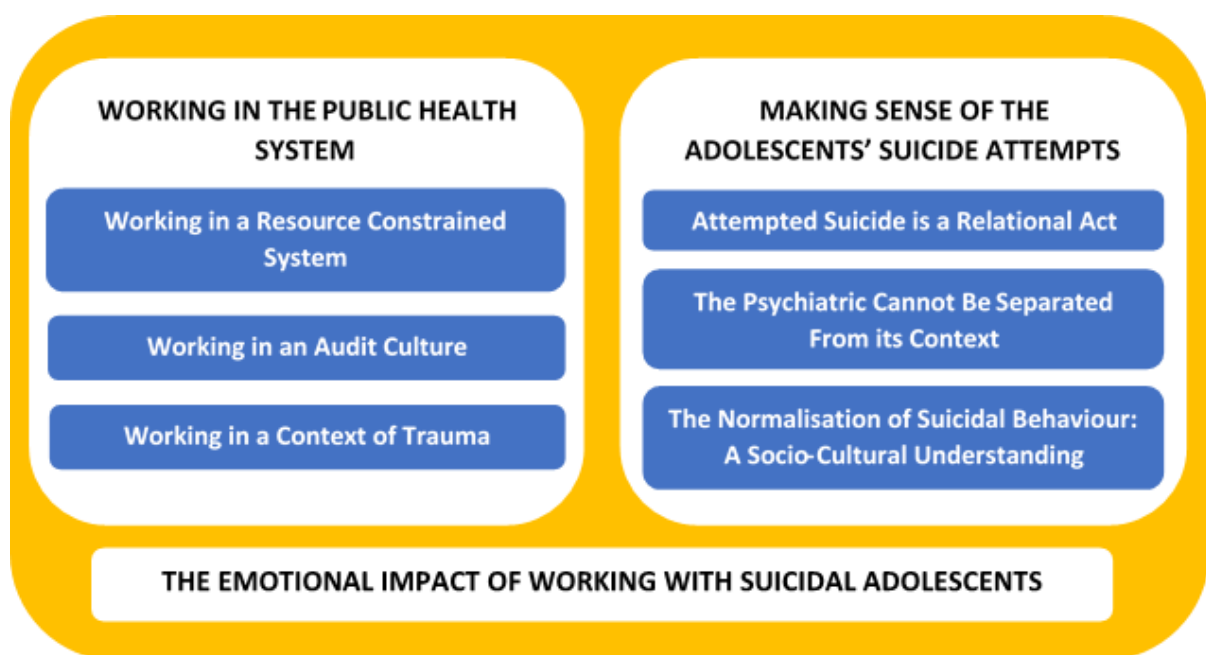 WORKING IN THE PUBLIC HEALTH
SYSTEM
Working in a Resource Constrained
System
Working in an Audit Culture
Working in a Context of Trauma
MAKING SENSE OF THE
ADOLESCENTS’ SUICIDE ATTEMPTS
Attempted Suicide is a Relational Act
The Psychiatric Cannot Be Separated
From its Context
The Normalisation of Suicidal Behaviour:
A Socio-Cultural Understanding
THE EMOTIONAL IMPACT OF WORKING WITH SUICIDAL ADOLESCENTS